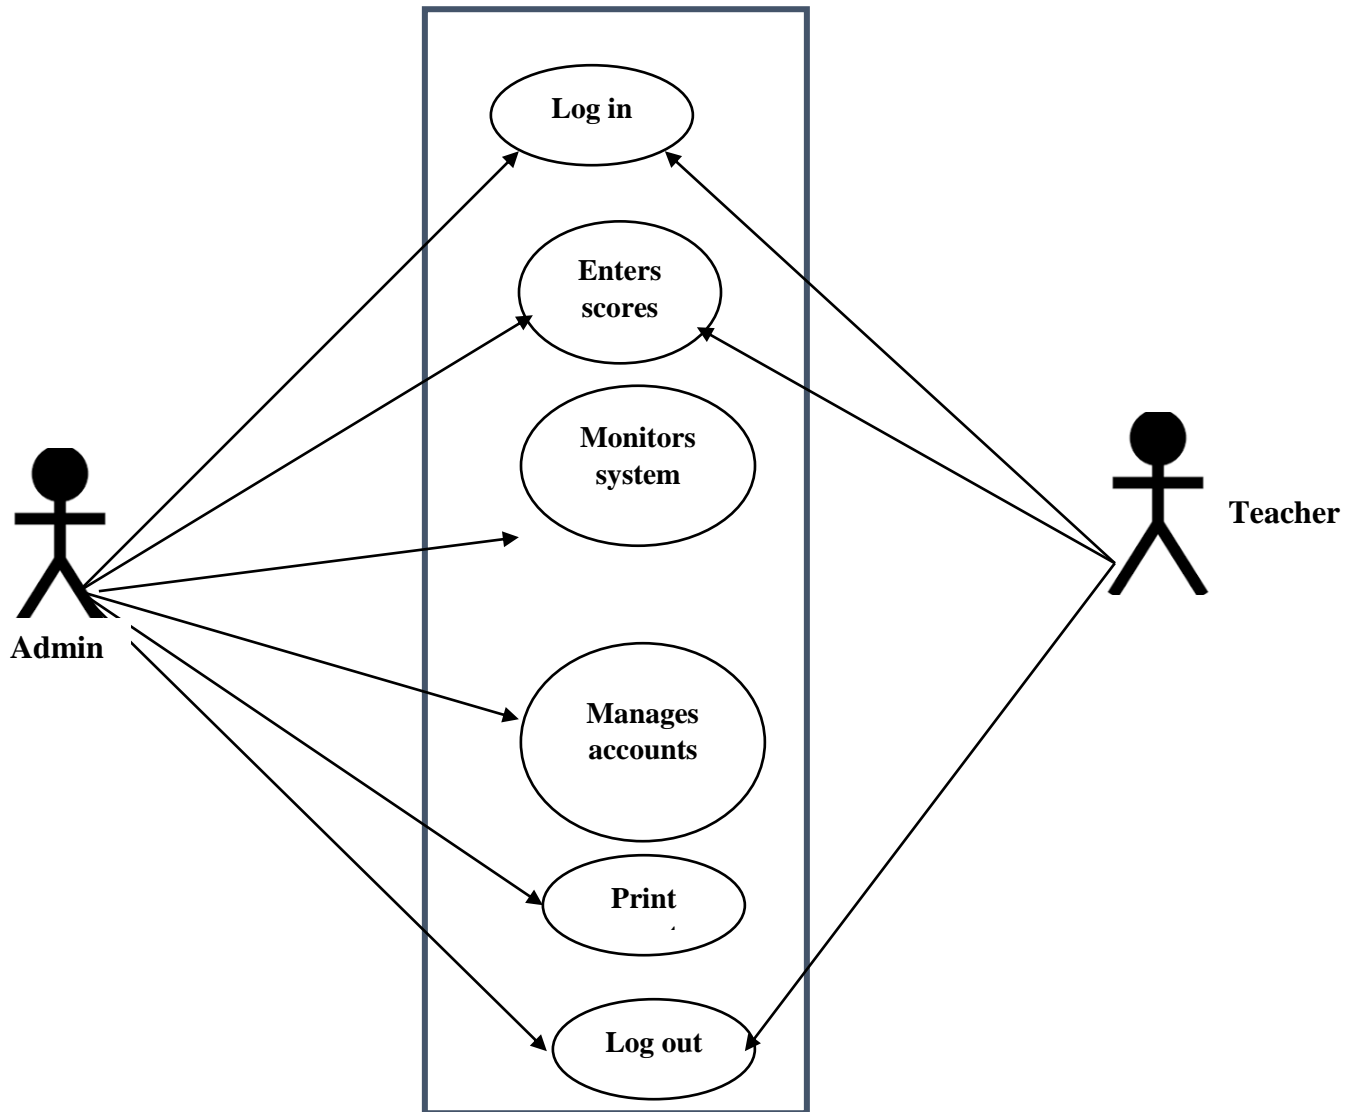 Log in
Enters
scores
Monitors
system
Teacher
Admin
Manages
accounts
Print
Log out